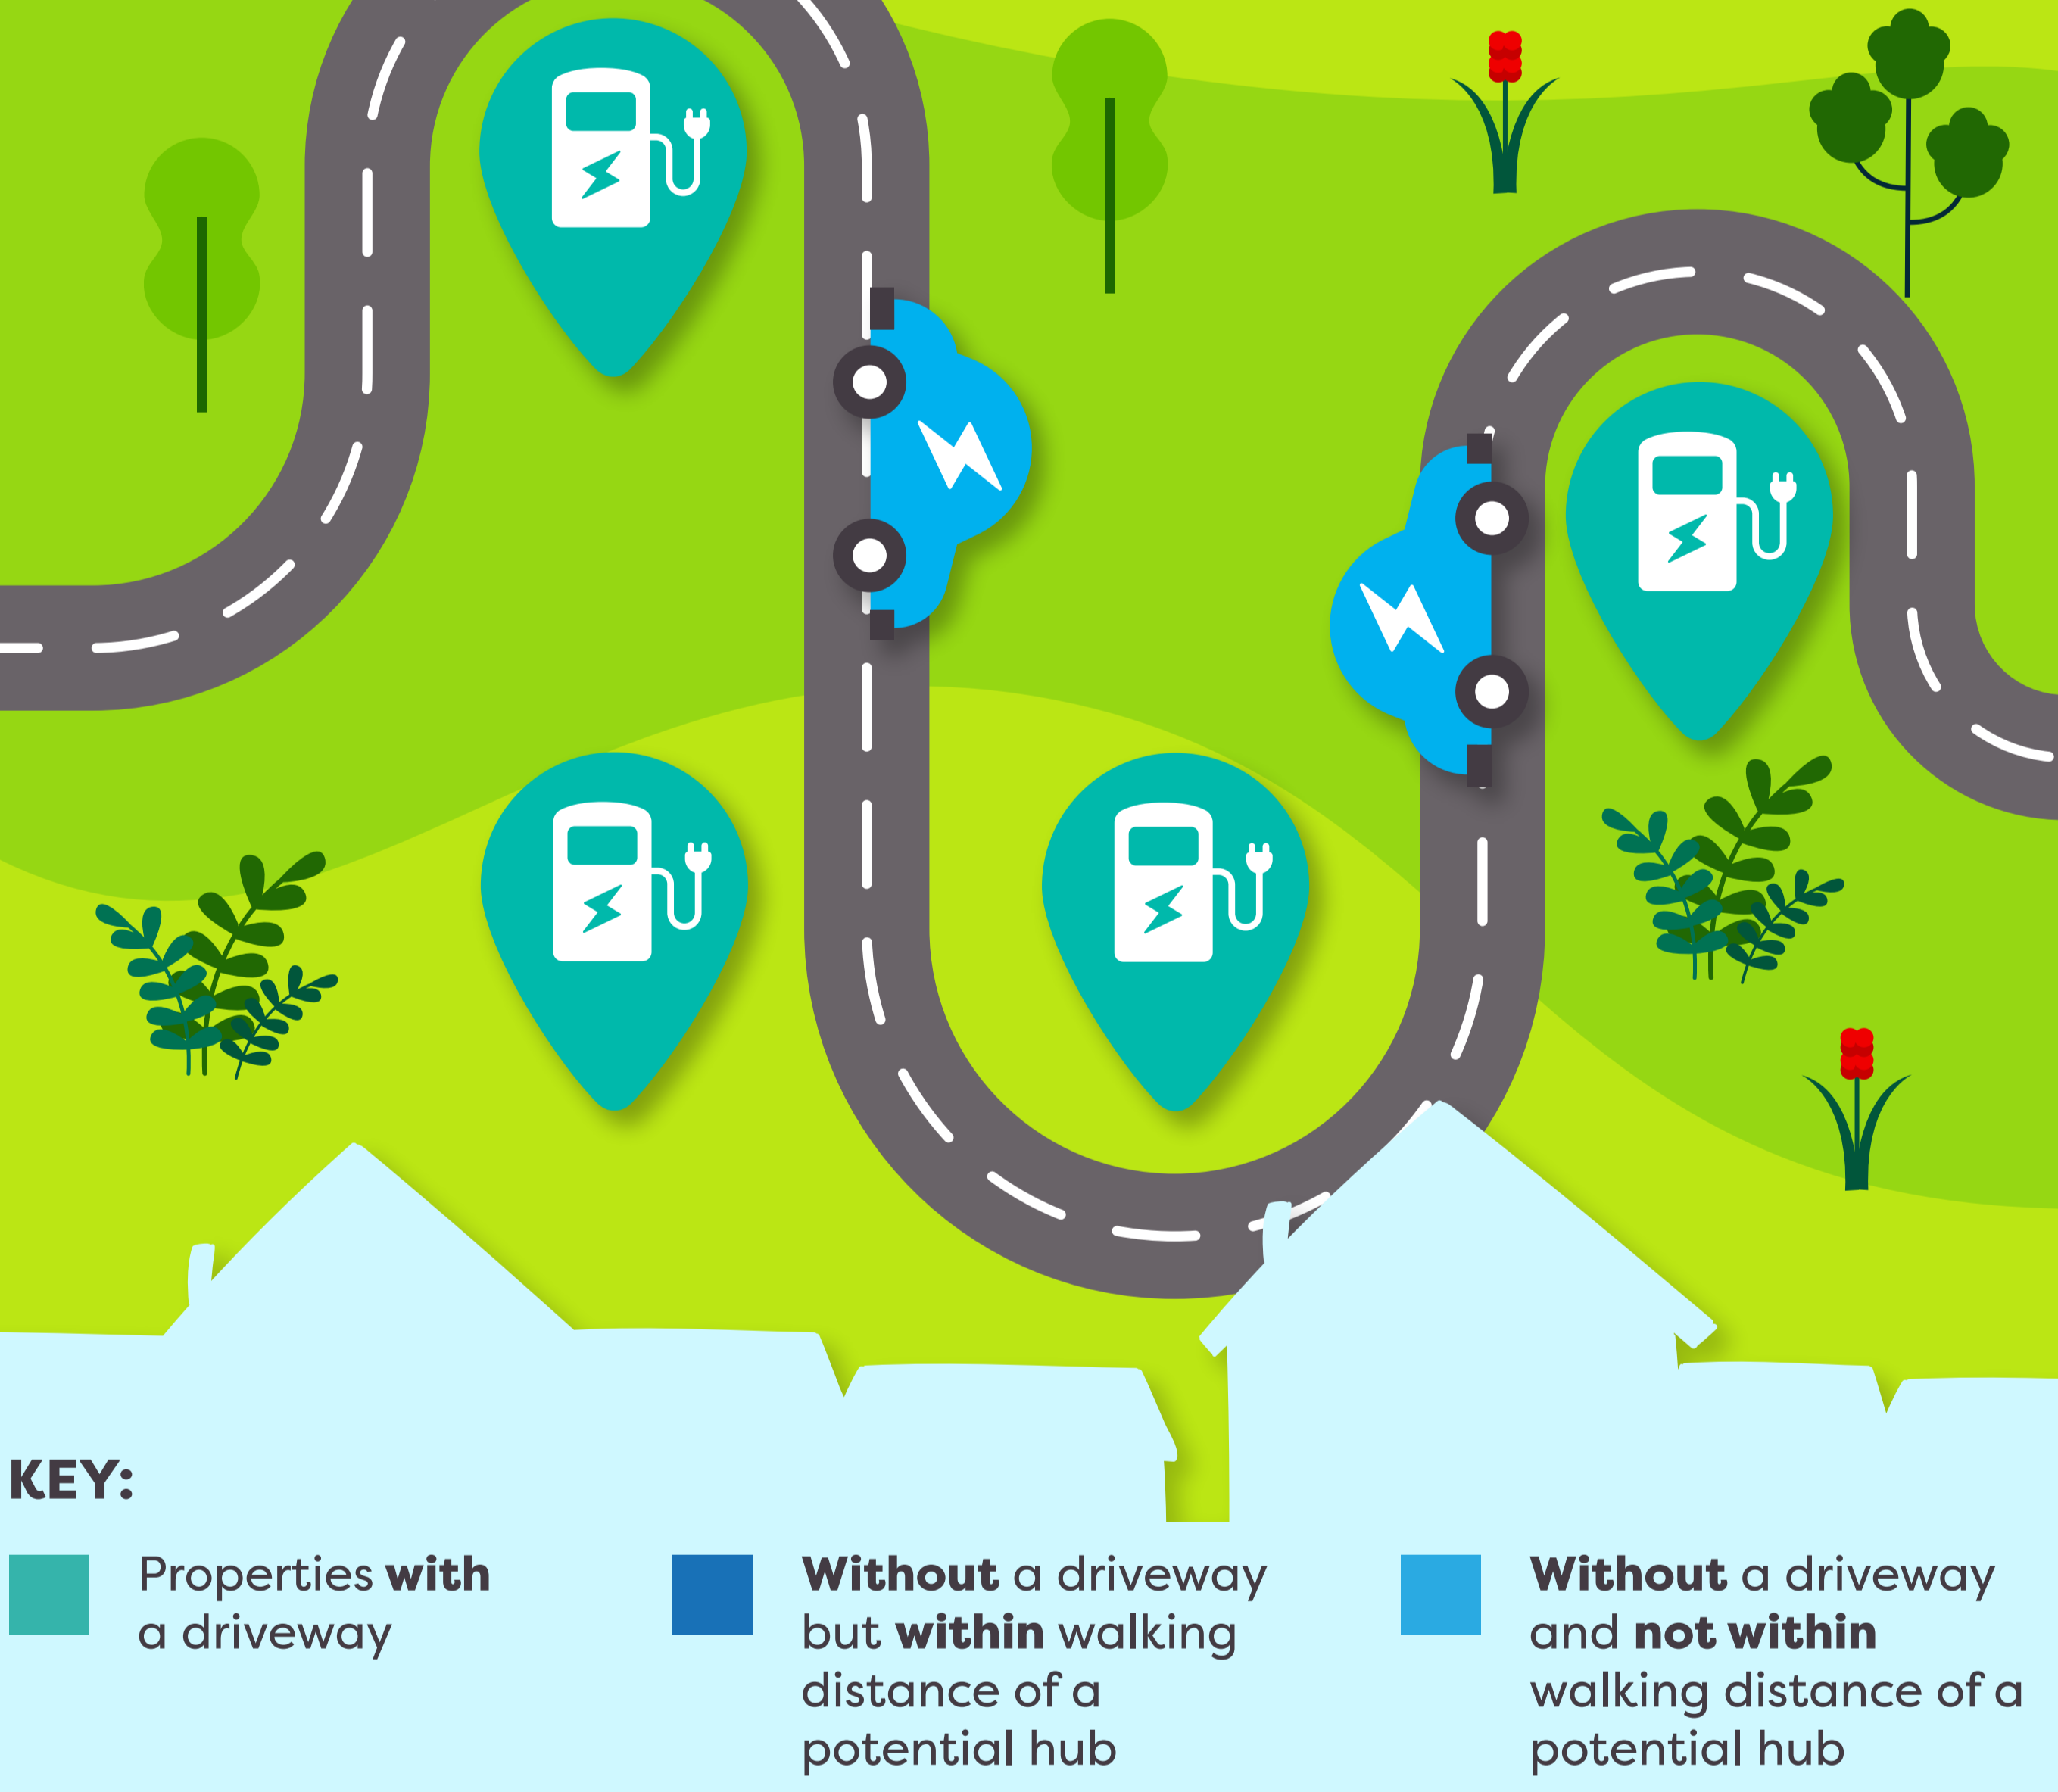 KEY:
Properties with
a driveway
Without a driveway
but within walking
distance of a
potential hub
Without a driveway
and not within
walking distance of a
potential hub